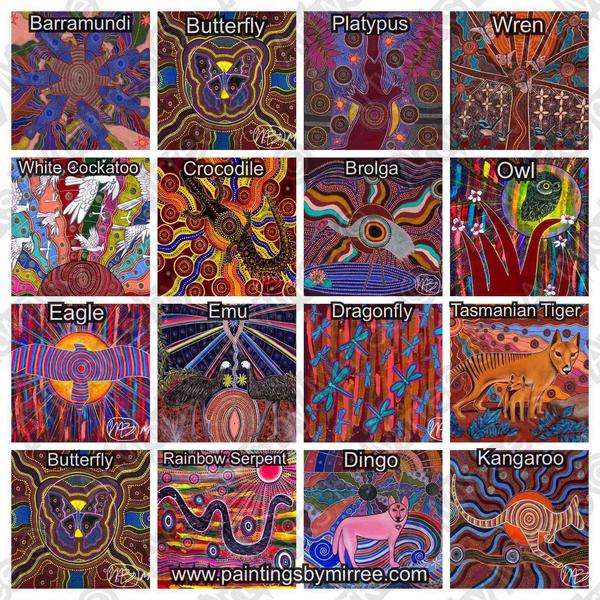 Barramundi
Butterfly
Platypus
Wren
White Cockatoo
Crocodile
Brolga
Owl
Eagle
Emu
Dragonfly
Tasmanian Tiger
Butterfly
Rainbow Serpent
Dingo
Kangaroo
www.paintingsbymirree.com